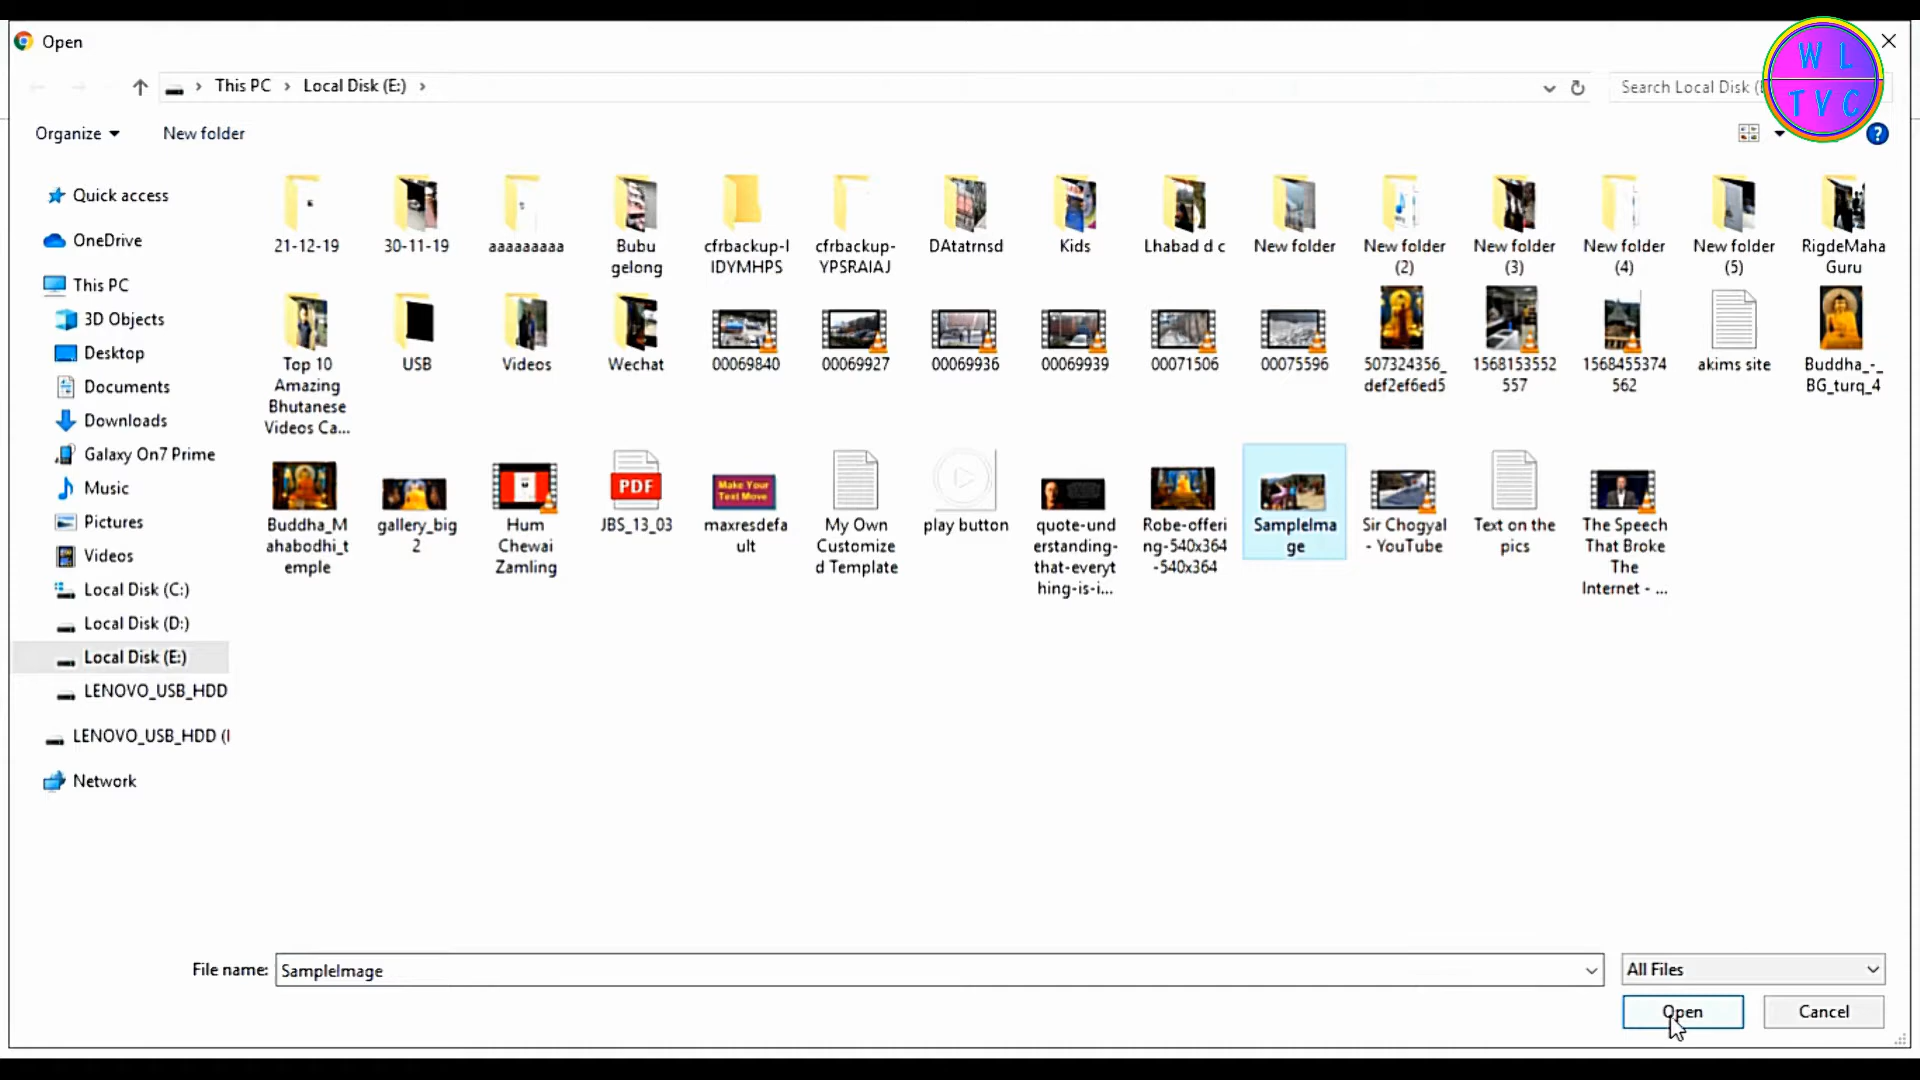 Open
W L
T V C
This PC
Local Disk (E:)
Search Local Disk (
Organize
New folder
?
Quick access
OneDrive
This PC
3D Objects
Desktop
Documents
Downloads
Galaxy On7 Prime
Music
Pictures
Videos
Local Disk (C:)
Local Disk (D:)
Local Disk (E:)
LENOVO_USB_HDD
LENOVO_USB_HDD (I
Network
21-12-19
30-11-19
aaaaaaaaa
Bubu
gelong
cfrbackup-I
IDYMHPS
cfrbackup-
YPSRAIAJ
DAtatrnsd
Kids
Lhabad d c
New folder
New folder
(2)
New folder
(3)
New folder
(4)
New folder
(5)
RigdeMaha
Guru
Top 10
Amazing
Bhutanese
Videos Ca...
USB
Videos
Wechat
00069840
00069927
00069936
00069939
00071506
00075596
507324356_
def2ef6ed5
1568153552
557
1568455374
562
akims site
Buddha_-_
BG_turq_4
Buddha_M
ahabodhi_t
emple
gallery_big
2
Hum
Chewai
Zamling
PDF
JBS_13_03
Make Your
Text Move
maxresdefa
ult
My Own
Customize
d Template
play button
quote-und
erstanding-
that-everyt
hing-is-i...
Robe-offeri
ng-540x364
-540x364
SampleIma
ge
Sir Chogyal
- YouTube
Text on the
pics
The Speech
That Broke
The
Internet - ...
File name:
SampleImage
All Files
Open
Cancel